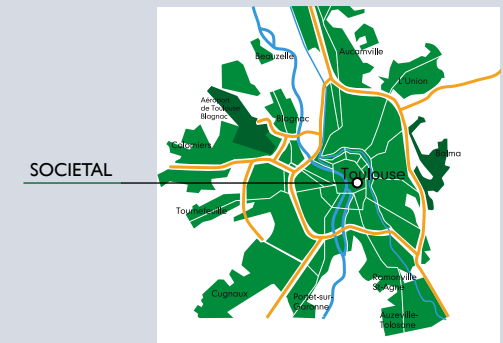 Beauzelle
Aucamville
L'Union
Aéroport
de Toulouse
Blagnac
Blagnac
Colomiers
Balma
SOCIETAL
Toulouse
Tournefeuille
Ramonville
St-Agne
Cugnaux
Portet-sur-
Garonne
Auzeville-
Tolosane